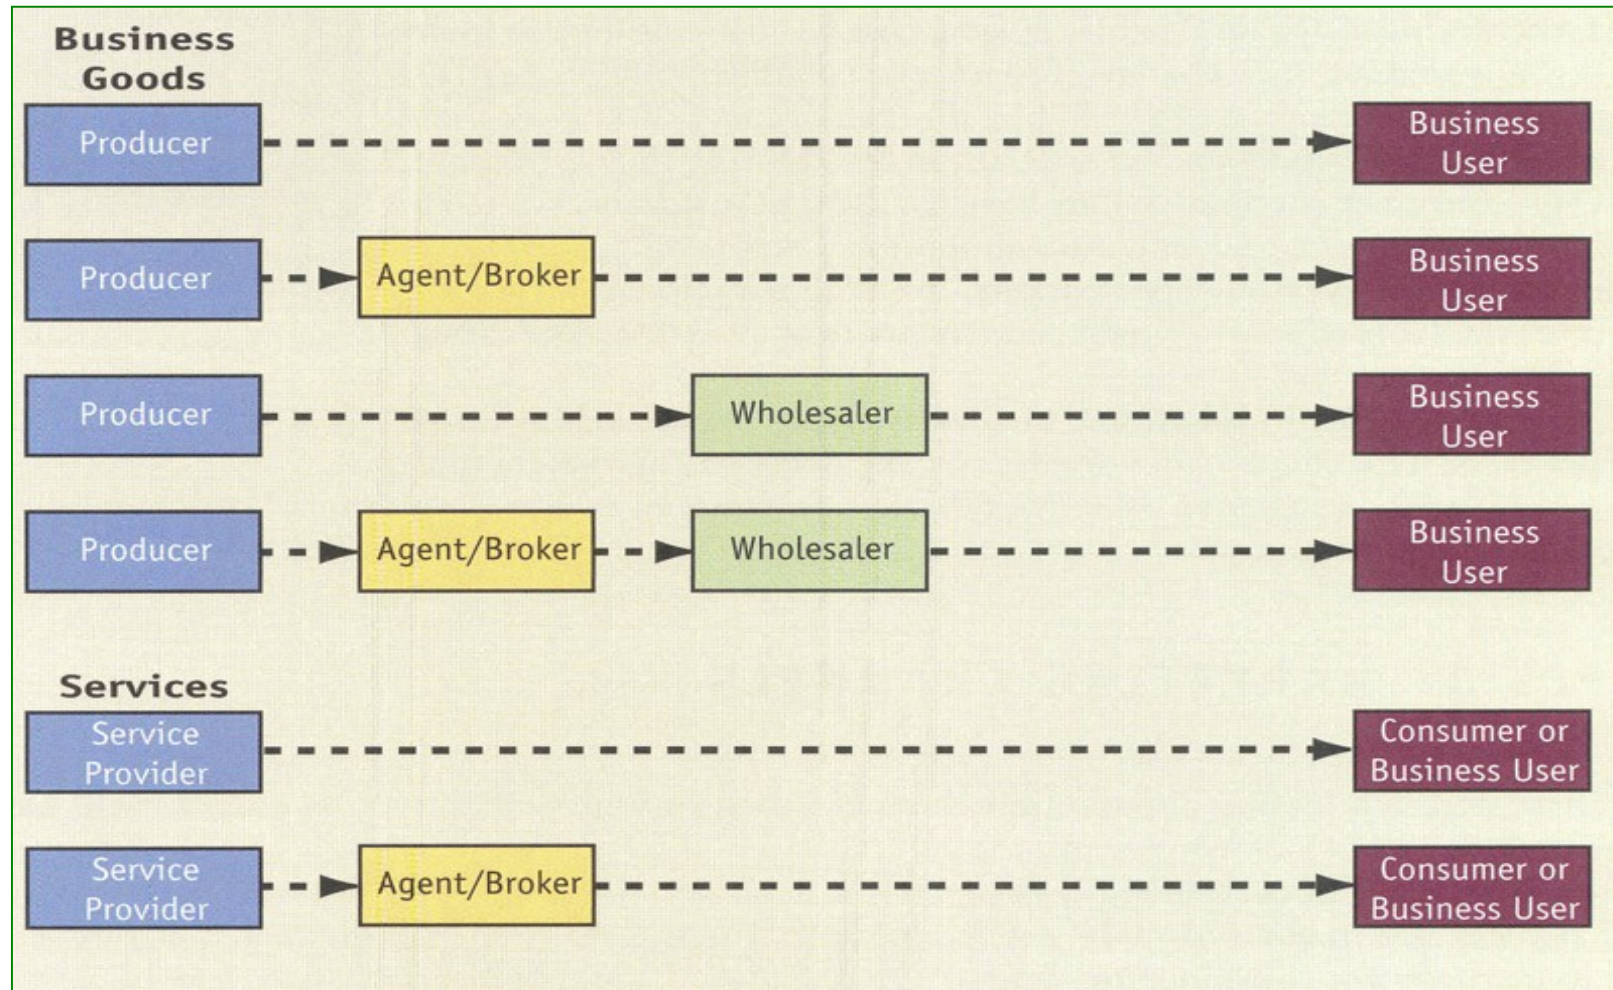 Business
Goods
Producer
Business
User
Producer
Agent/Broker
Business
User
Producer
Wholesaler
Business
User
Producer
Agent/Broker
Wholesaler
Business
User
Services
Service
Provider
Consumer or
Business User
Service
Provider
Agent/Broker
Consumer or
Business User